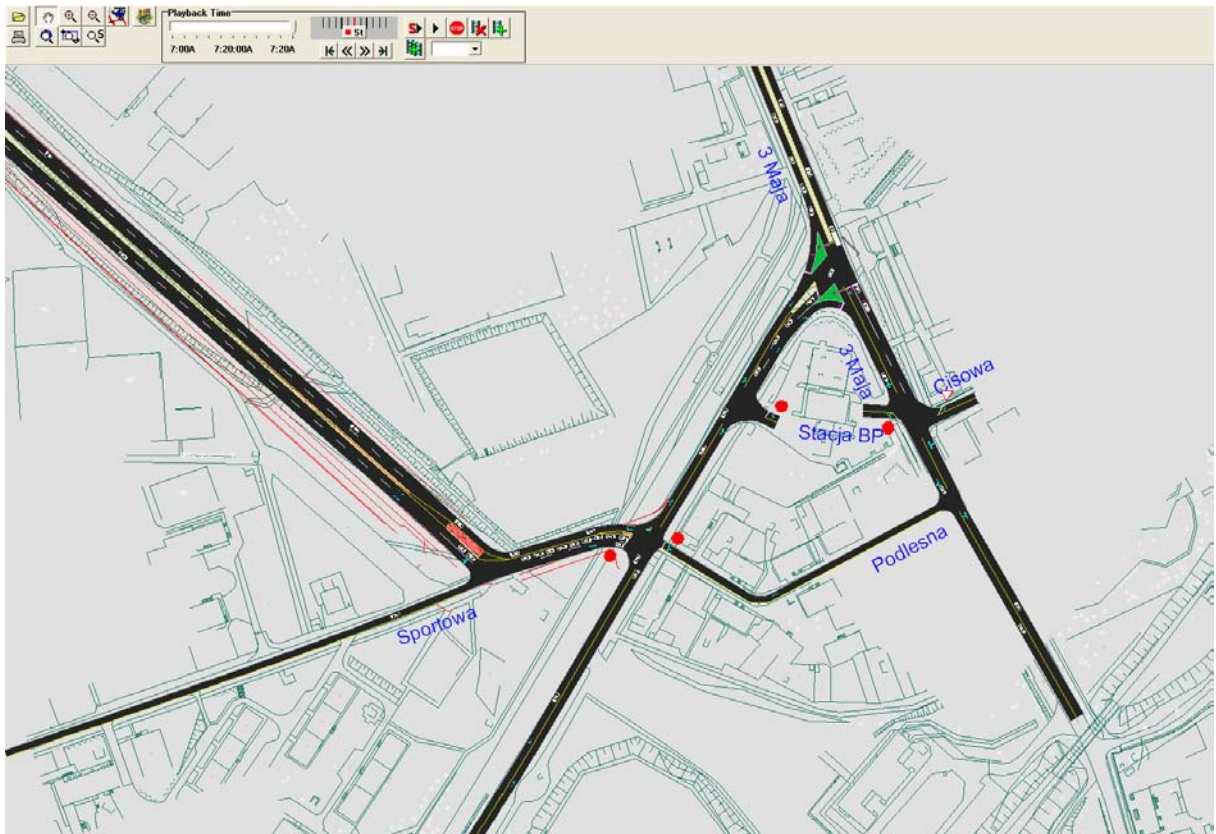 Playback Time
St
STOP
S
S
7:00A 7:20:00A 7:20A
3 Maja
3 Maja
Cisowa
Stacja BP
Podlesna
Sportowa